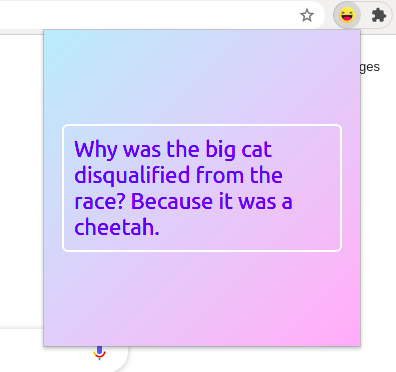 ges
Why was the big cat
disqualified from the
race? Because it was a
cheetah.